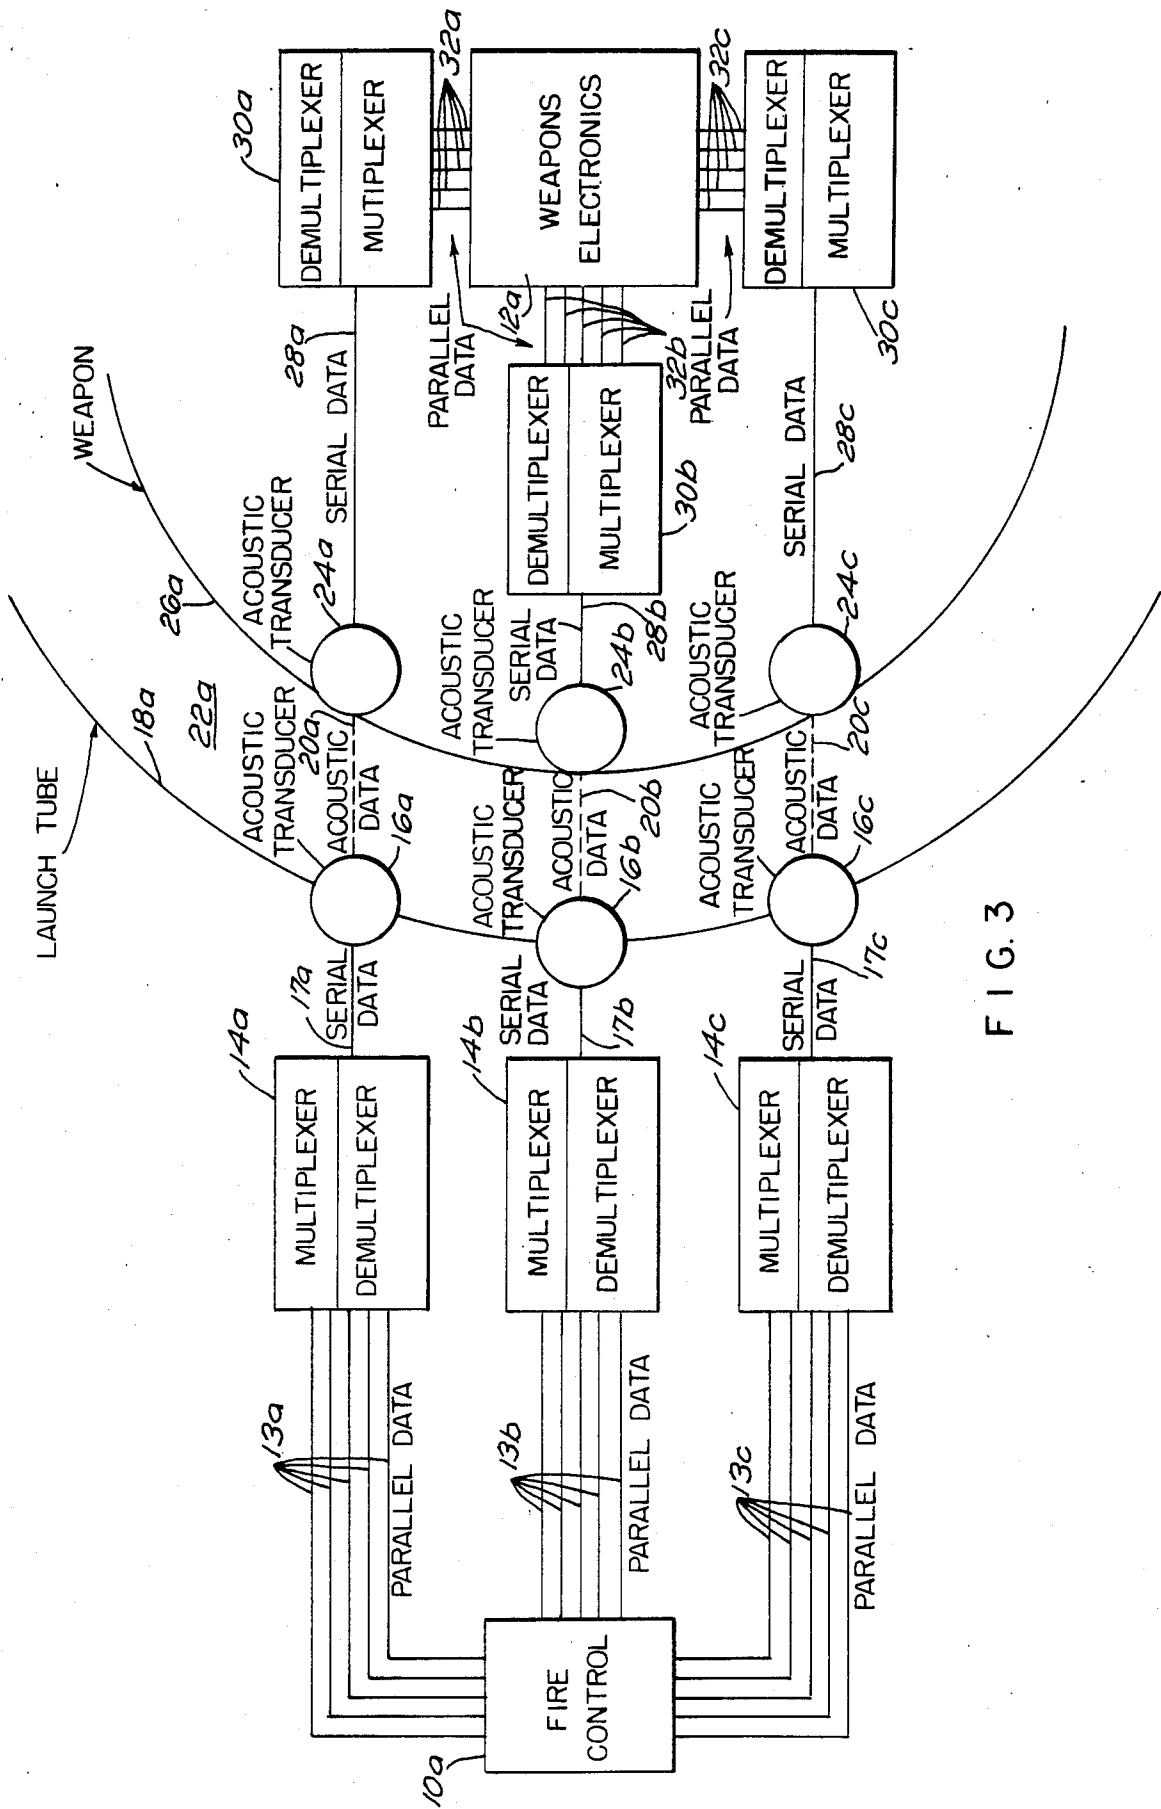 LAUNCH TUBE
18a
22a
26a
WEAPON
10a
FIRE
CONTROL
13a
PARALLEL DATA
14a
MULTIPLEXER
DEMULTIPLEXER
17a
SERIAL
DATA
ACOUSTIC
TRANSDUCER
16a
20a
ACOUSTIC
DATA
ACOUSTIC
TRANSDUCER
24a
SERIAL DATA
28a
30a
DEMULTIPLEXER
MUTIPLEXER
32a
PARALLEL
DATA
13b
PARALLEL DATA
14b
MULTIPLEXER
DEMULTIPLEXER
SERIAL
DATA
17b
ACOUSTIC
TRANSDUCER
16b
ACOUSTIC
DATA
20b
ACOUSTIC
TRANSDUCER
24b
SERIAL
DATA
28b
DEMULTIPLEXER
MULTIPLEXER
30b
32b
12a
WEAPONS
ELECTRONICS
13c
PARALLEL DATA
14c
MULTIPLEXER
DEMULTIPLEXER
SERIAL
DATA
17c
ACOUSTIC
TRANSDUCER
16c
ACOUSTIC
DATA
20c
ACOUSTIC
TRANSDUCER
24c
SERIAL DATA
28c
PARALLEL
DATA
32c
DEMULTIPLEXER
MULTIPLEXER
30c
FIG. 3